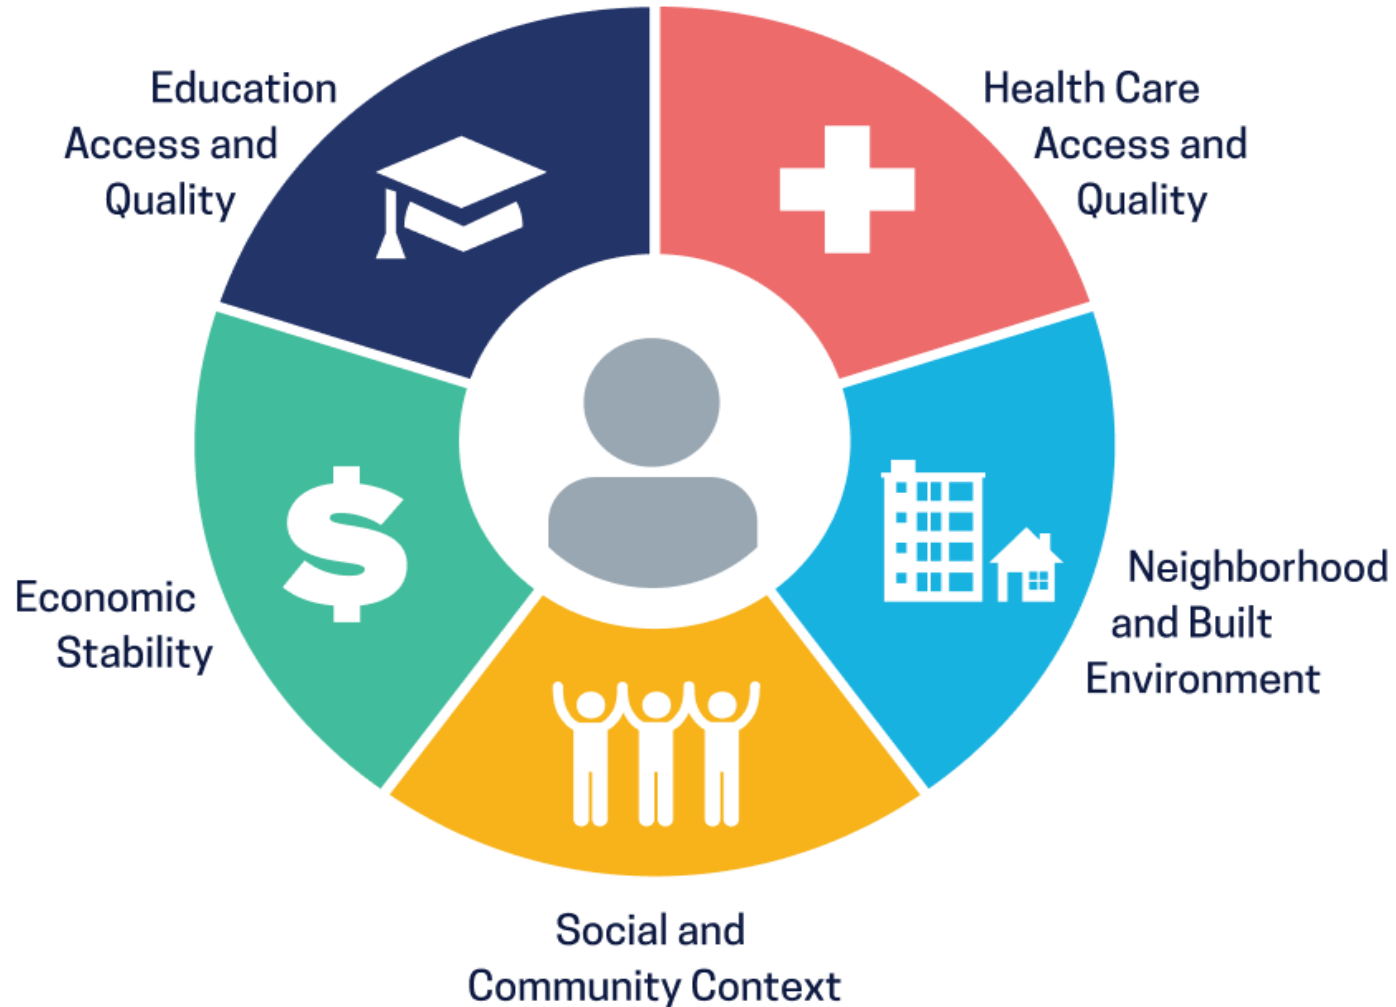 Education
Access and
Quality
Health Care
Access and
Quality
Economic
Stability
Neighborhood
and Built
Environment
Social and
Community Context